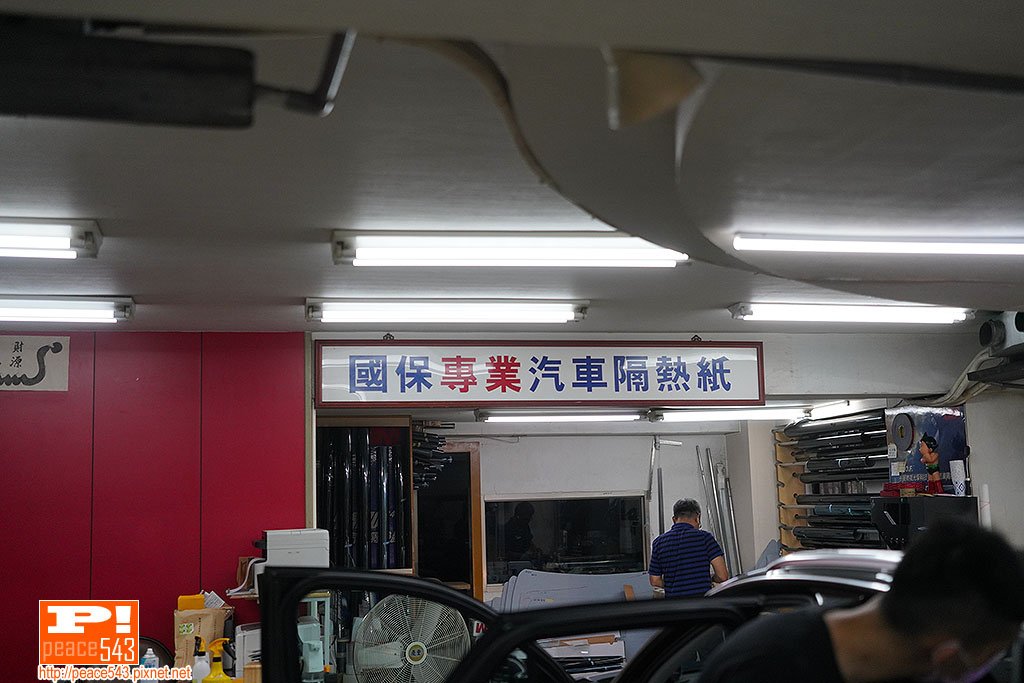 財
源
國保專業汽車隔熱紙
P!
peace543
http://peace543.pixnet.net